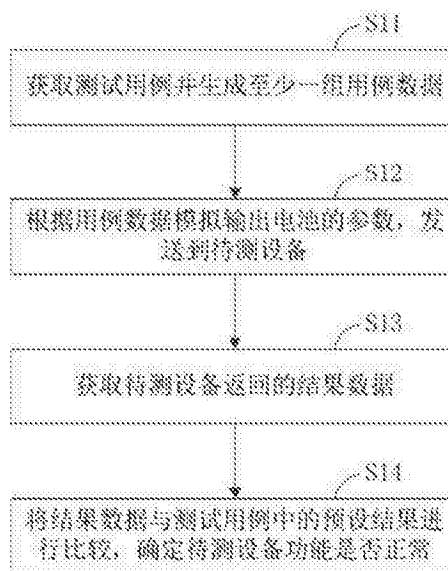 S11
获取测试用例并生成至少一组用例数据
S12
根据用例数据模拟输出电池的参数，发
送到待测设备
S13
获取待测设备返回的结果数据
S14
将结果数据与测试用例中的预设结果进
行比较，确定待测设备功能是否正常